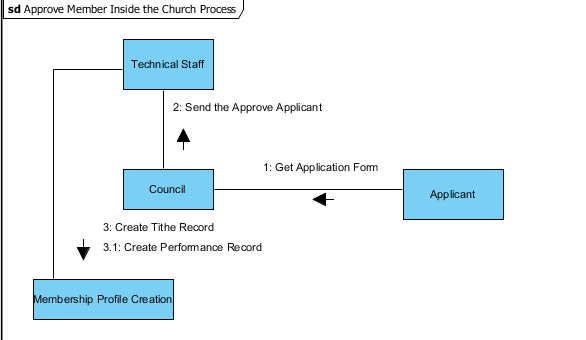 sd Approve Member Inside the Church Process
Technical Staff
2: Send the Approve Applicant
1: Get Application Form
Council
Applicant
3: Create Tithe Record
3.1: Create Performance Record
Membership Profile Creation